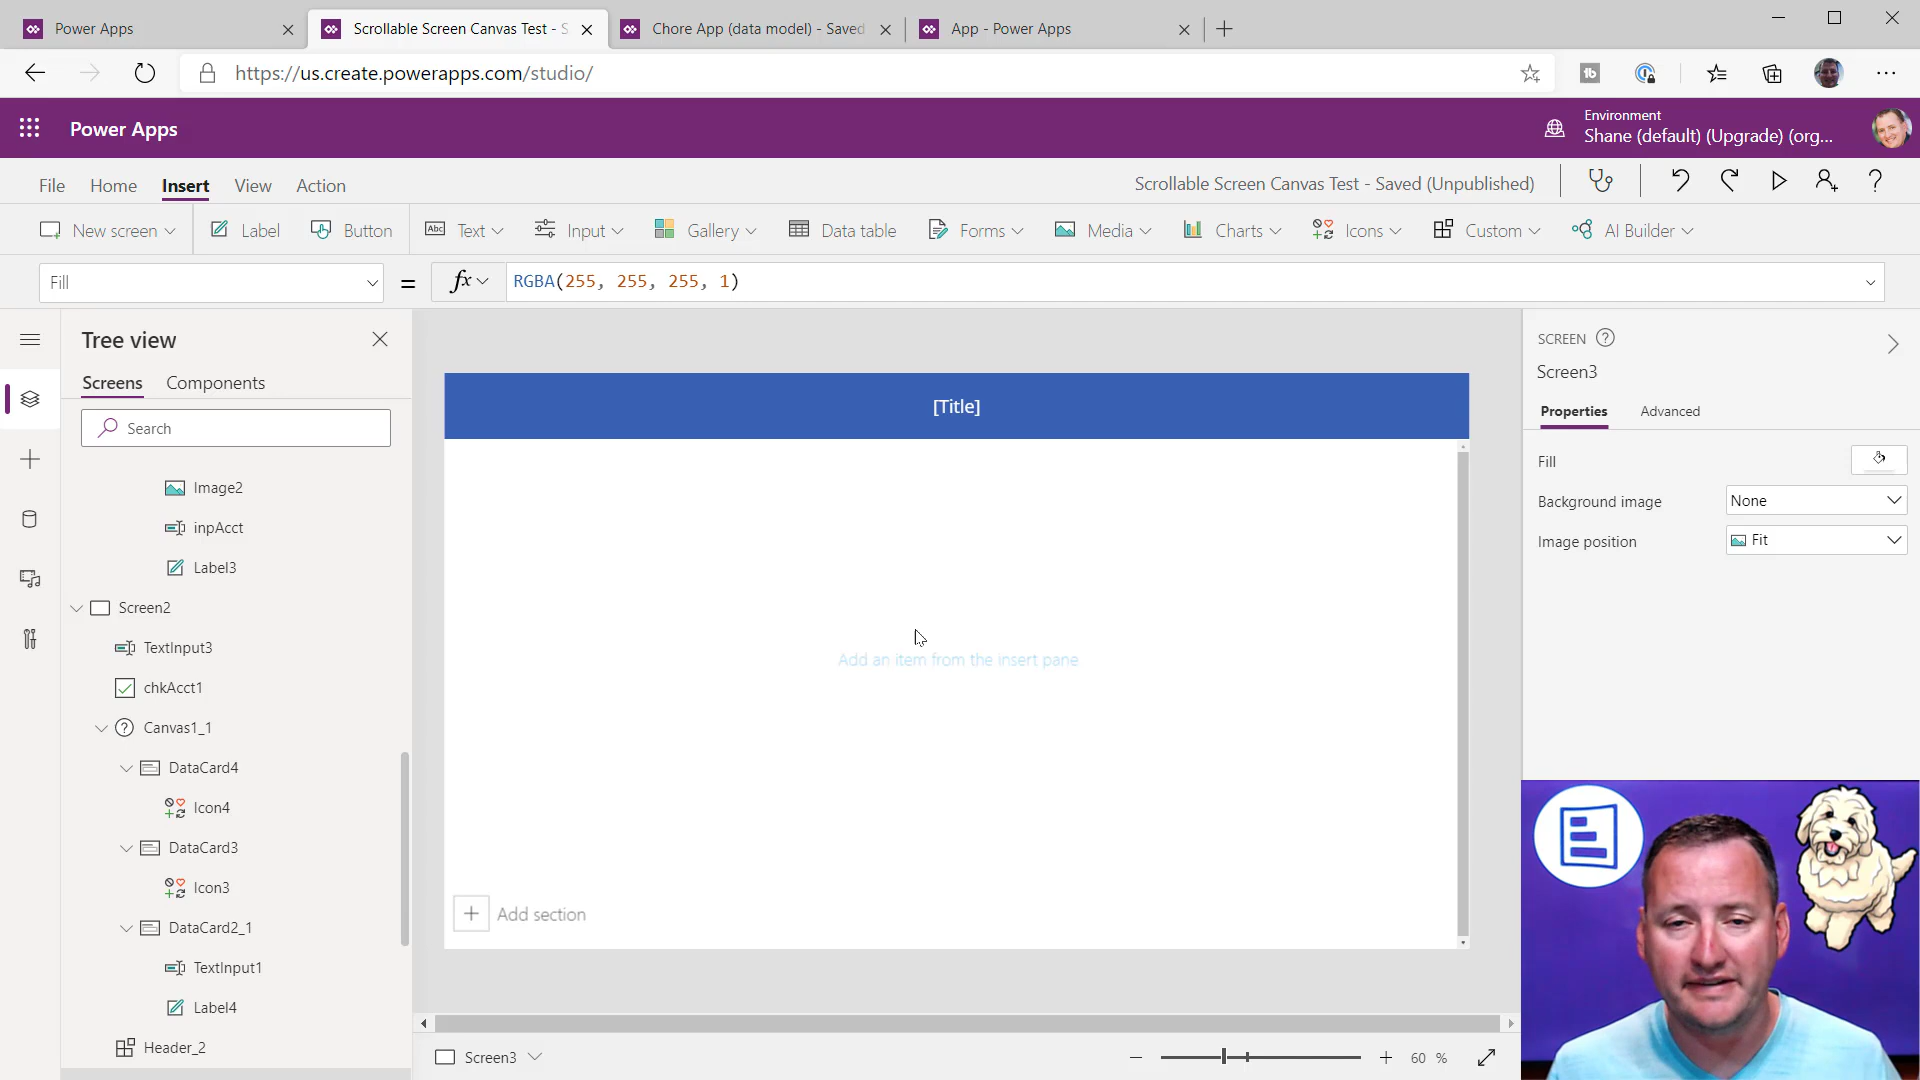 Power Apps
Scrollable Screen Canvas Test - S
Chore App (data model) - Saved
App - Power Apps
https://us.create.powerapps.com/studio/
Power Apps
Environment
Shane (default) (Upgrade) (org...
File
Home
Insert
View
Action
Scrollable Screen Canvas Test - Saved (Unpublished)
New screen
Label
Button
Abc
Text
Input
Gallery
Data table
Forms
Media
Charts
Icons
Custom
AI Builder
Fill
=
fx
RGBA(255, 255, 255, 1)
Tree view
Screens
Components
Search
Image2
inpAcct
Label3
Screen2
TextInput3
chkAcct1
Canvas1_1
DataCard4
Icon4
DataCard3
Icon3
DataCard2_1
TextInput1
Label4
Header_2
[Title]
Add an item from the insert pane
Add section
Screen3
60 %
SCREEN
Screen3
Properties
Advanced
Fill
Background image
None
Image position
Fit